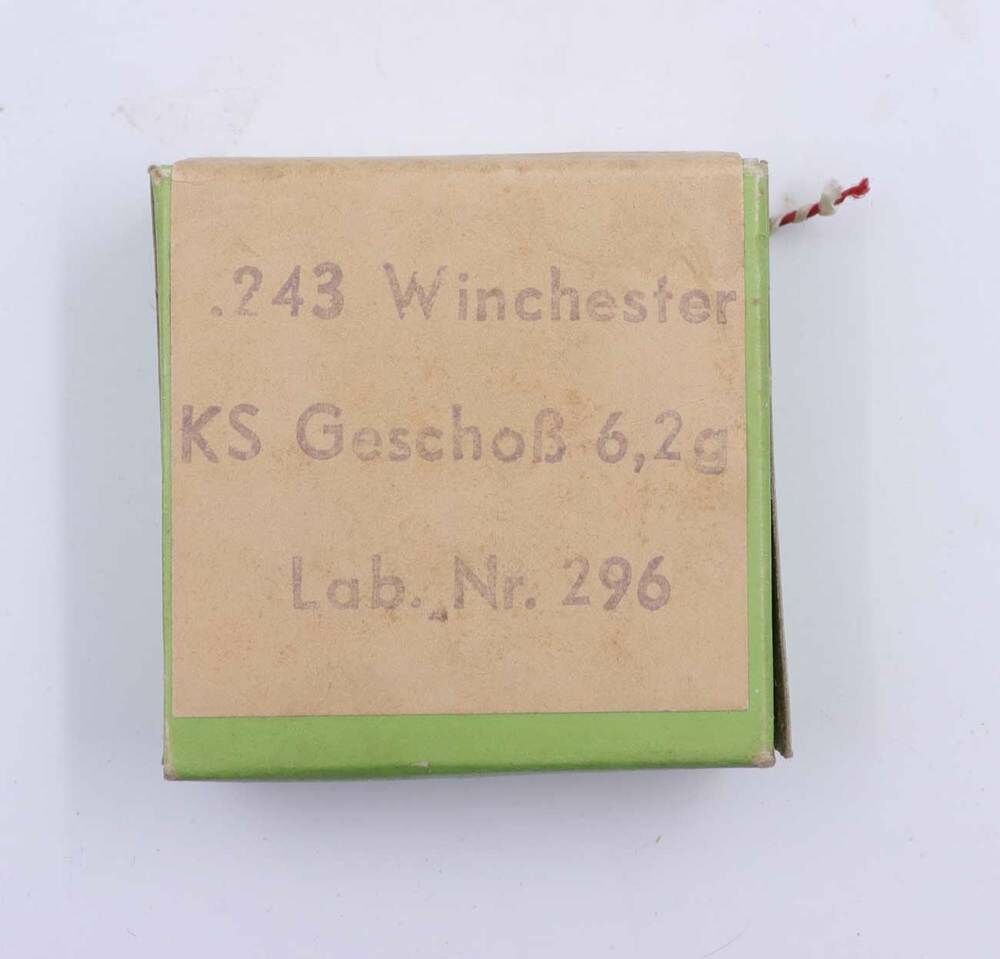 .243 Winchester
KS Geschoß 6,2g
Lab. Nr. 296